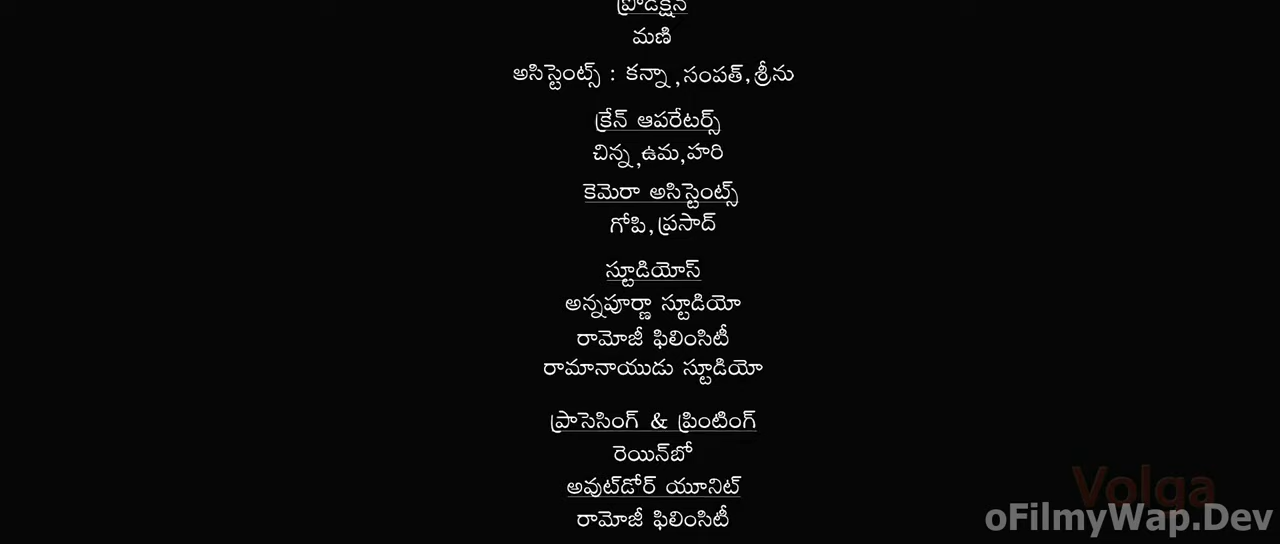 ప్రొడక్షన్
మణి
అసిస్టెంట్స్ : కన్నా ,సంపత్,శ్రీను
క్రేన్ ఆపరేటర్స్
చిన్న ,ఉమ,హరి
కెమెరా అసిస్టెంట్స్
గోపి,ప్రసాద్
స్టూడియోస్
అన్నపూర్ణా స్టూడియో
రామోజీ ఫిలింసిటీ
రామానాయుడు స్టూడియో
ప్రాసెసింగ్ & ప్రింటింగ్
రెయిన్‌బో
అవుట్‌డోర్ యూనిట్
రామోజీ ఫిలింసిటీ
Volga
oFilmyWap.Dev